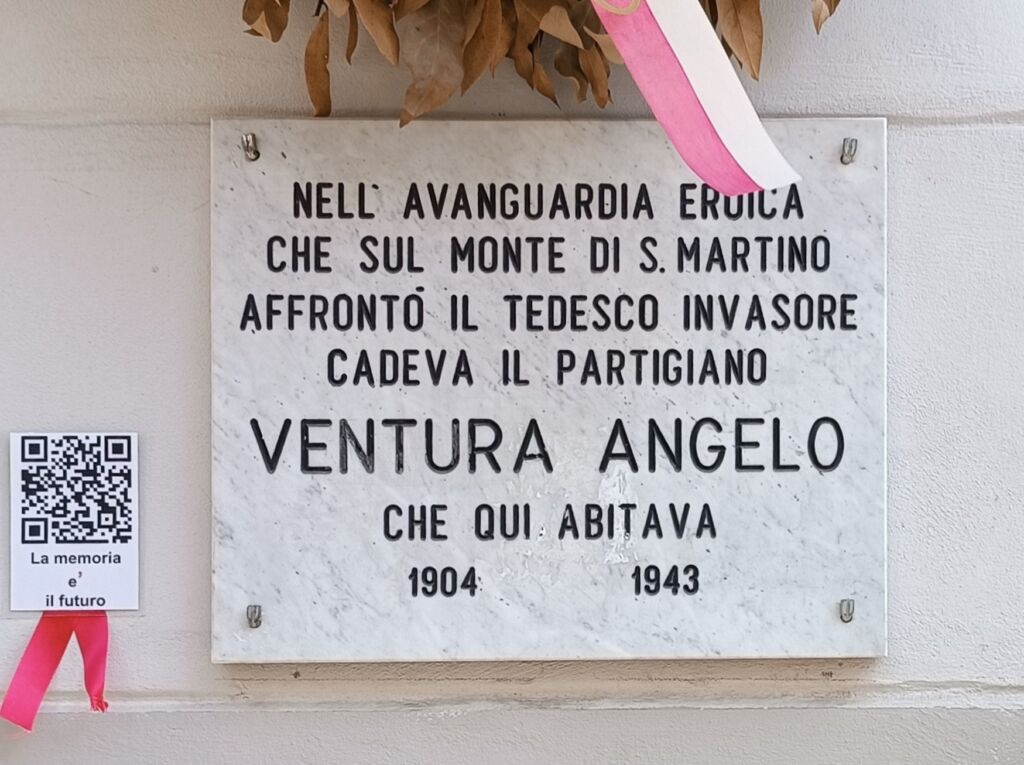 NELL' AVANGUARDIA EROICA
CHE SUL MONTE DI S. MARTINO
AFFRONTÒ IL TEDESCO INVASORE
CADEVA IL PARTIGIANO
VENTURA ANGELO
CHE QUI ABITAVA
1904 1943
La memoria
e'
il futuro